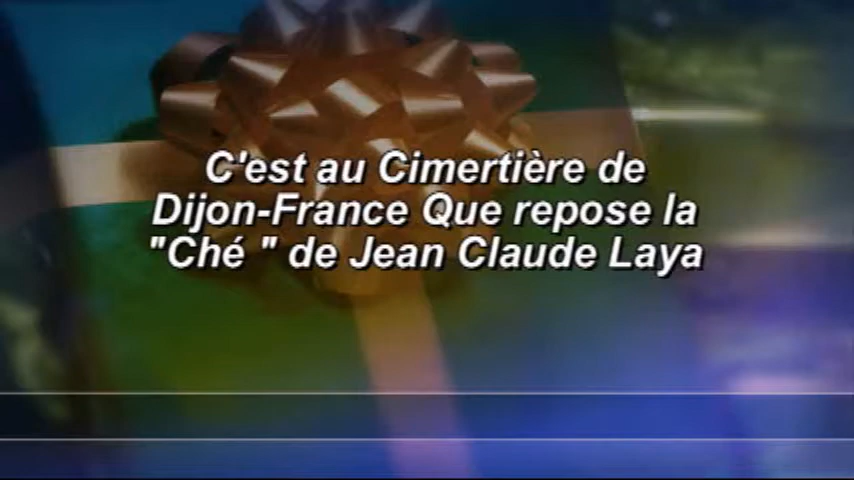 C'est au Cimertière de
Dijon-France Que repose la
"Ché " de Jean Claude Laya